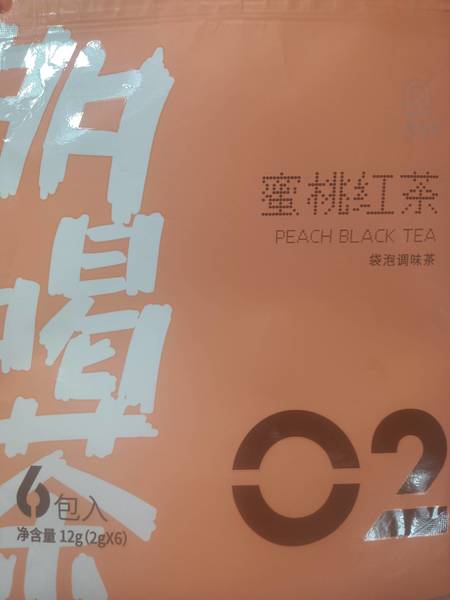 喝茶
蜜桃红茶
PEACH BLACK TEA
袋泡调味茶
02
6包入
净含量 12g(2gX6)